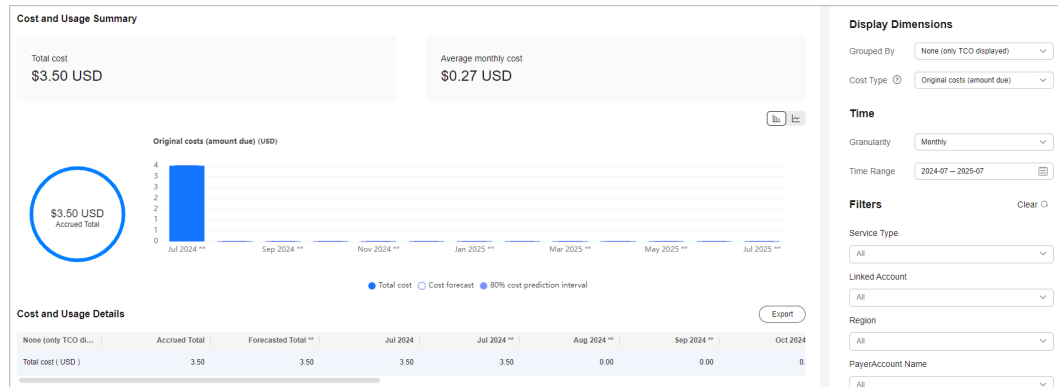 Cost and Usage Summary
Total cost
$3.50 USD
Average monthly cost
$0.27 USD
Original costs (amount due) (USD)
4
3
3
2
2
1
1
0
$3.50 USD
Accrued Total
Jul 2024 ** Sep 2024 ** Nov 2024 ** Jan 2025 ** Mar 2025 ** May 2025 ** Jul 2025 **
Total cost Cost forecast 80% cost prediction interval
Cost and Usage Details
Export
None (only TCO di... Accrued Total Forecasted Total ** Jul 2024 Jul 2024 ** Aug 2024 ** Sep 2024 ** Oct 2024
Total cost ( USD ) 3.50 3.50 3.50 3.50 0.00 0.00 0.
Display Dimensions
Grouped By None (only TCO displayed)
Cost Type ? Original costs (amount due)
Time
Granularity Monthly
Time Range 2024-07 — 2025-07
Filters Clear
Service Type
All
Linked Account
All
Region
All
PayerAccount Name
All